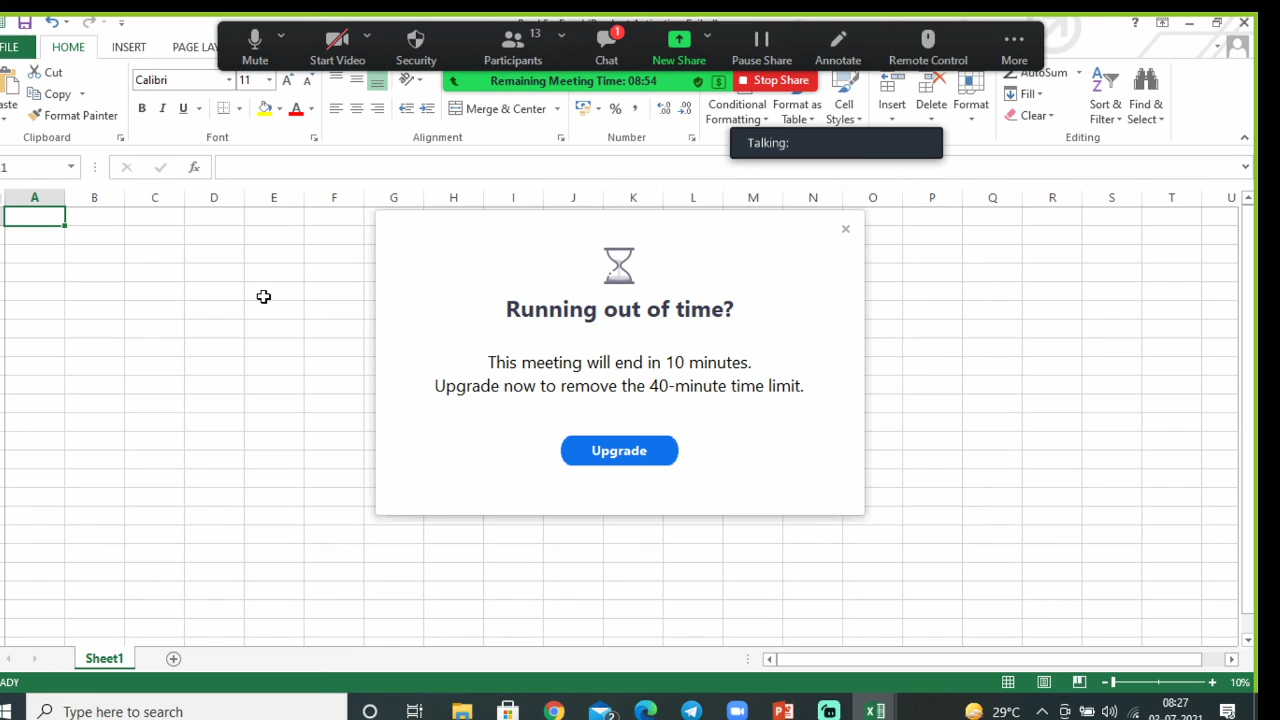 FILE
HOME
INSERT
PAGE LA
Mute
Start Video
Security
13
Participants
1
Chat
New Share
Pause Share
Annotate
Remote Control
More
Remaining Meeting Time: 08:54
Stop Share
Talking:
Cut
Copy
Format Painter
Clipboard
Calibri
11
B I U
Font
Merge & Center
Alignment
%
Number
Conditional
Formatting
Format as
Table
Cell
Styles
Insert
Delete
Format
AutoSum
Fill
Clear
Sort &
Filter
Find &
Select
Editing
fx
A B C D E F G H I J K L M N O P Q R S T U
Running out of time?
This meeting will end in 10 minutes.
Upgrade now to remove the 40-minute time limit.
Upgrade
Sheet1
ADY
10%
Type here to search
29°C
08:27